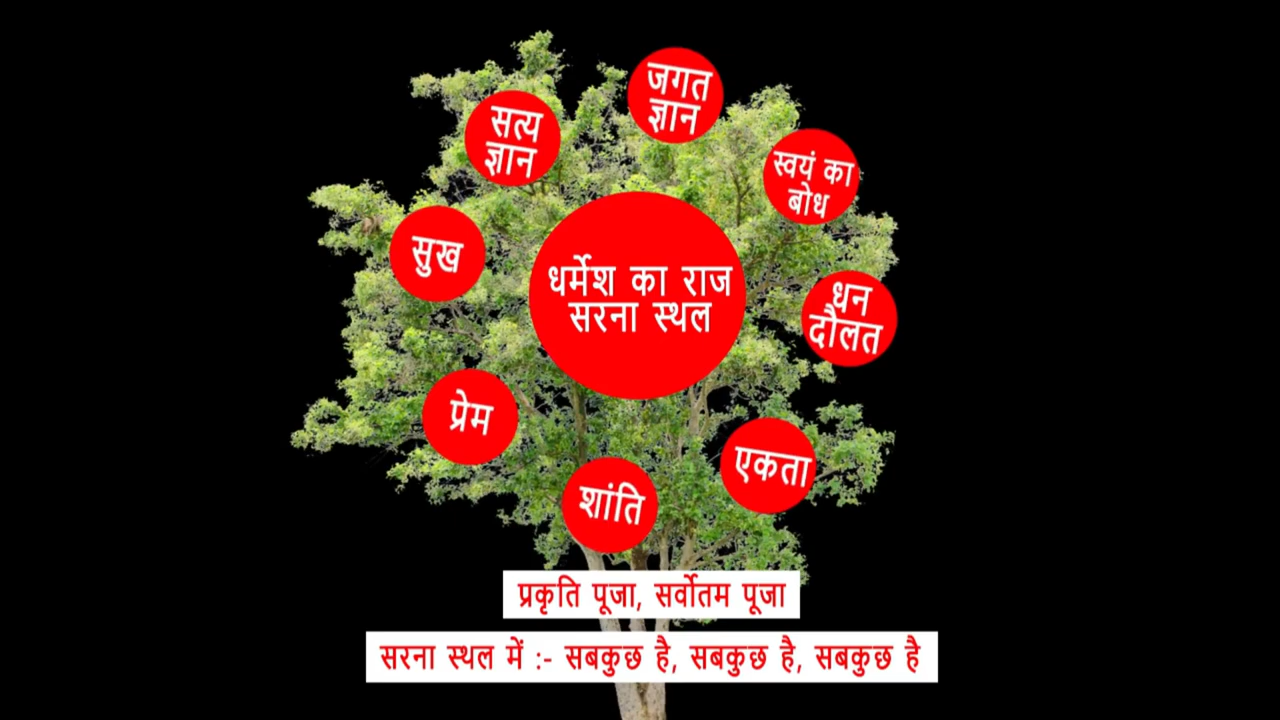 जगत
ज्ञान
सत्य
ज्ञान
स्वयं का
बोध
सुख
धर्मेश का राज
सरना स्थल
धन
दौलत
प्रेम
एकता
शांति
प्रकृति पूजा, सर्वोतम पूजा
सरना स्थल में :- सबकुछ है, सबकुछ है, सबकुछ है